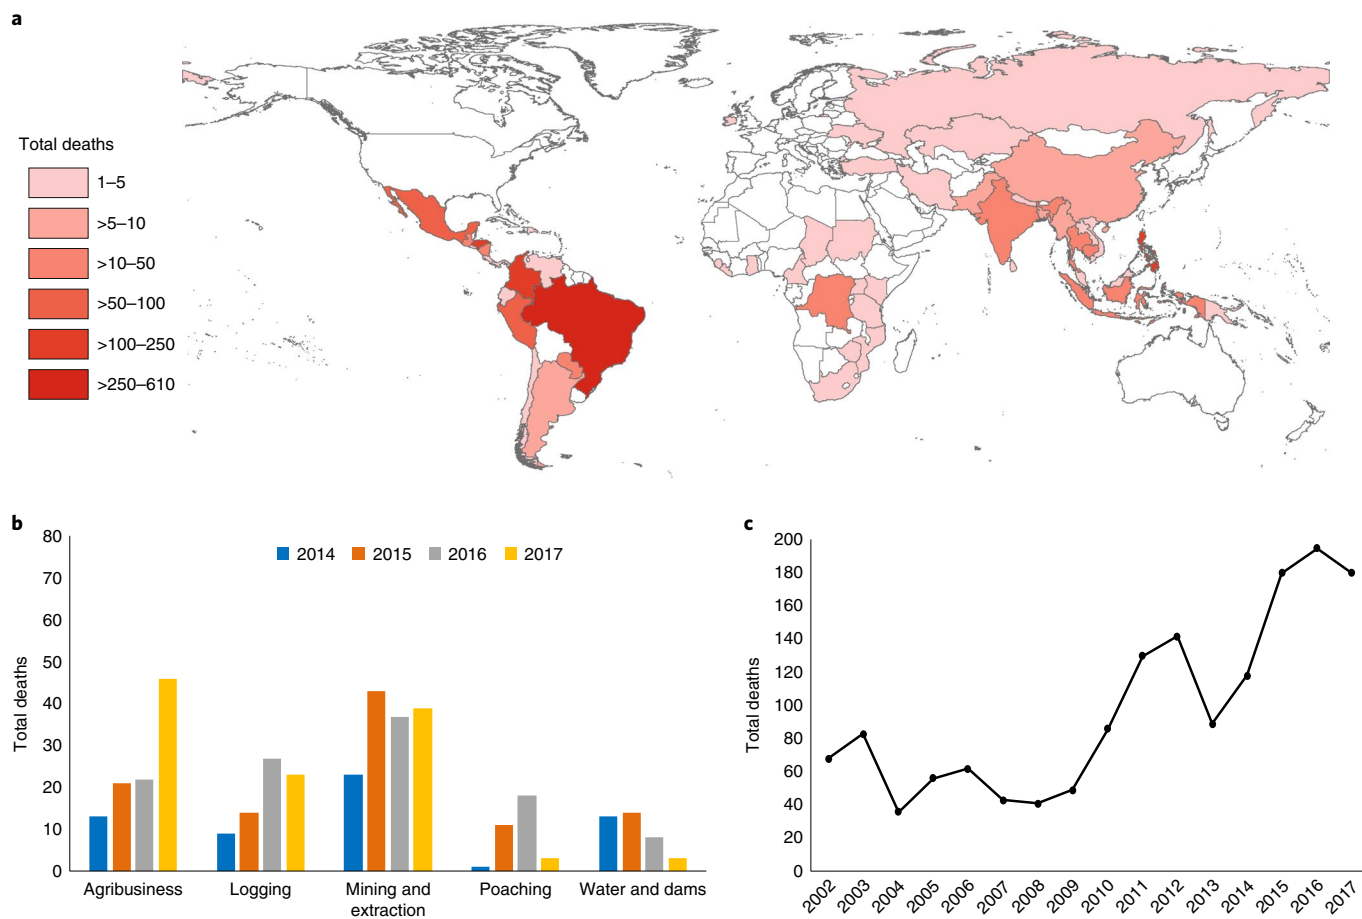 a
Total deaths
1–5
>5–10
>10–50
>50–100
>100–250
>250–610
b
Total deaths
80
70
60
50
40
30
20
10
0
2014 2015 2016 2017
Agribusiness Logging Mining and extraction Poaching Water and dams
c
Total deaths
200
180
160
140
120
100
80
60
40
20
0
2002 2003 2004 2005 2006 2007 2008 2009 2010 2011 2012 2013 2014 2015 2016 2017